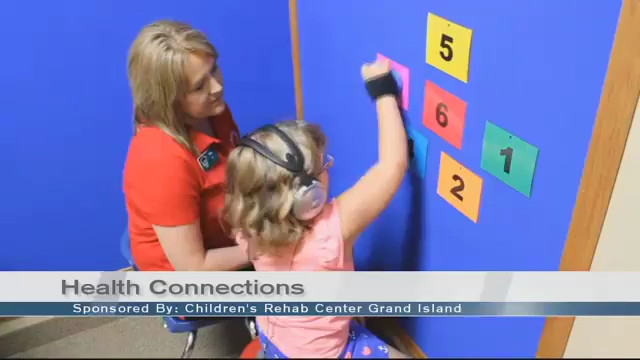 5
6
1
2
Health Connections
Sponsored By: Children's Rehab Center Grand Island